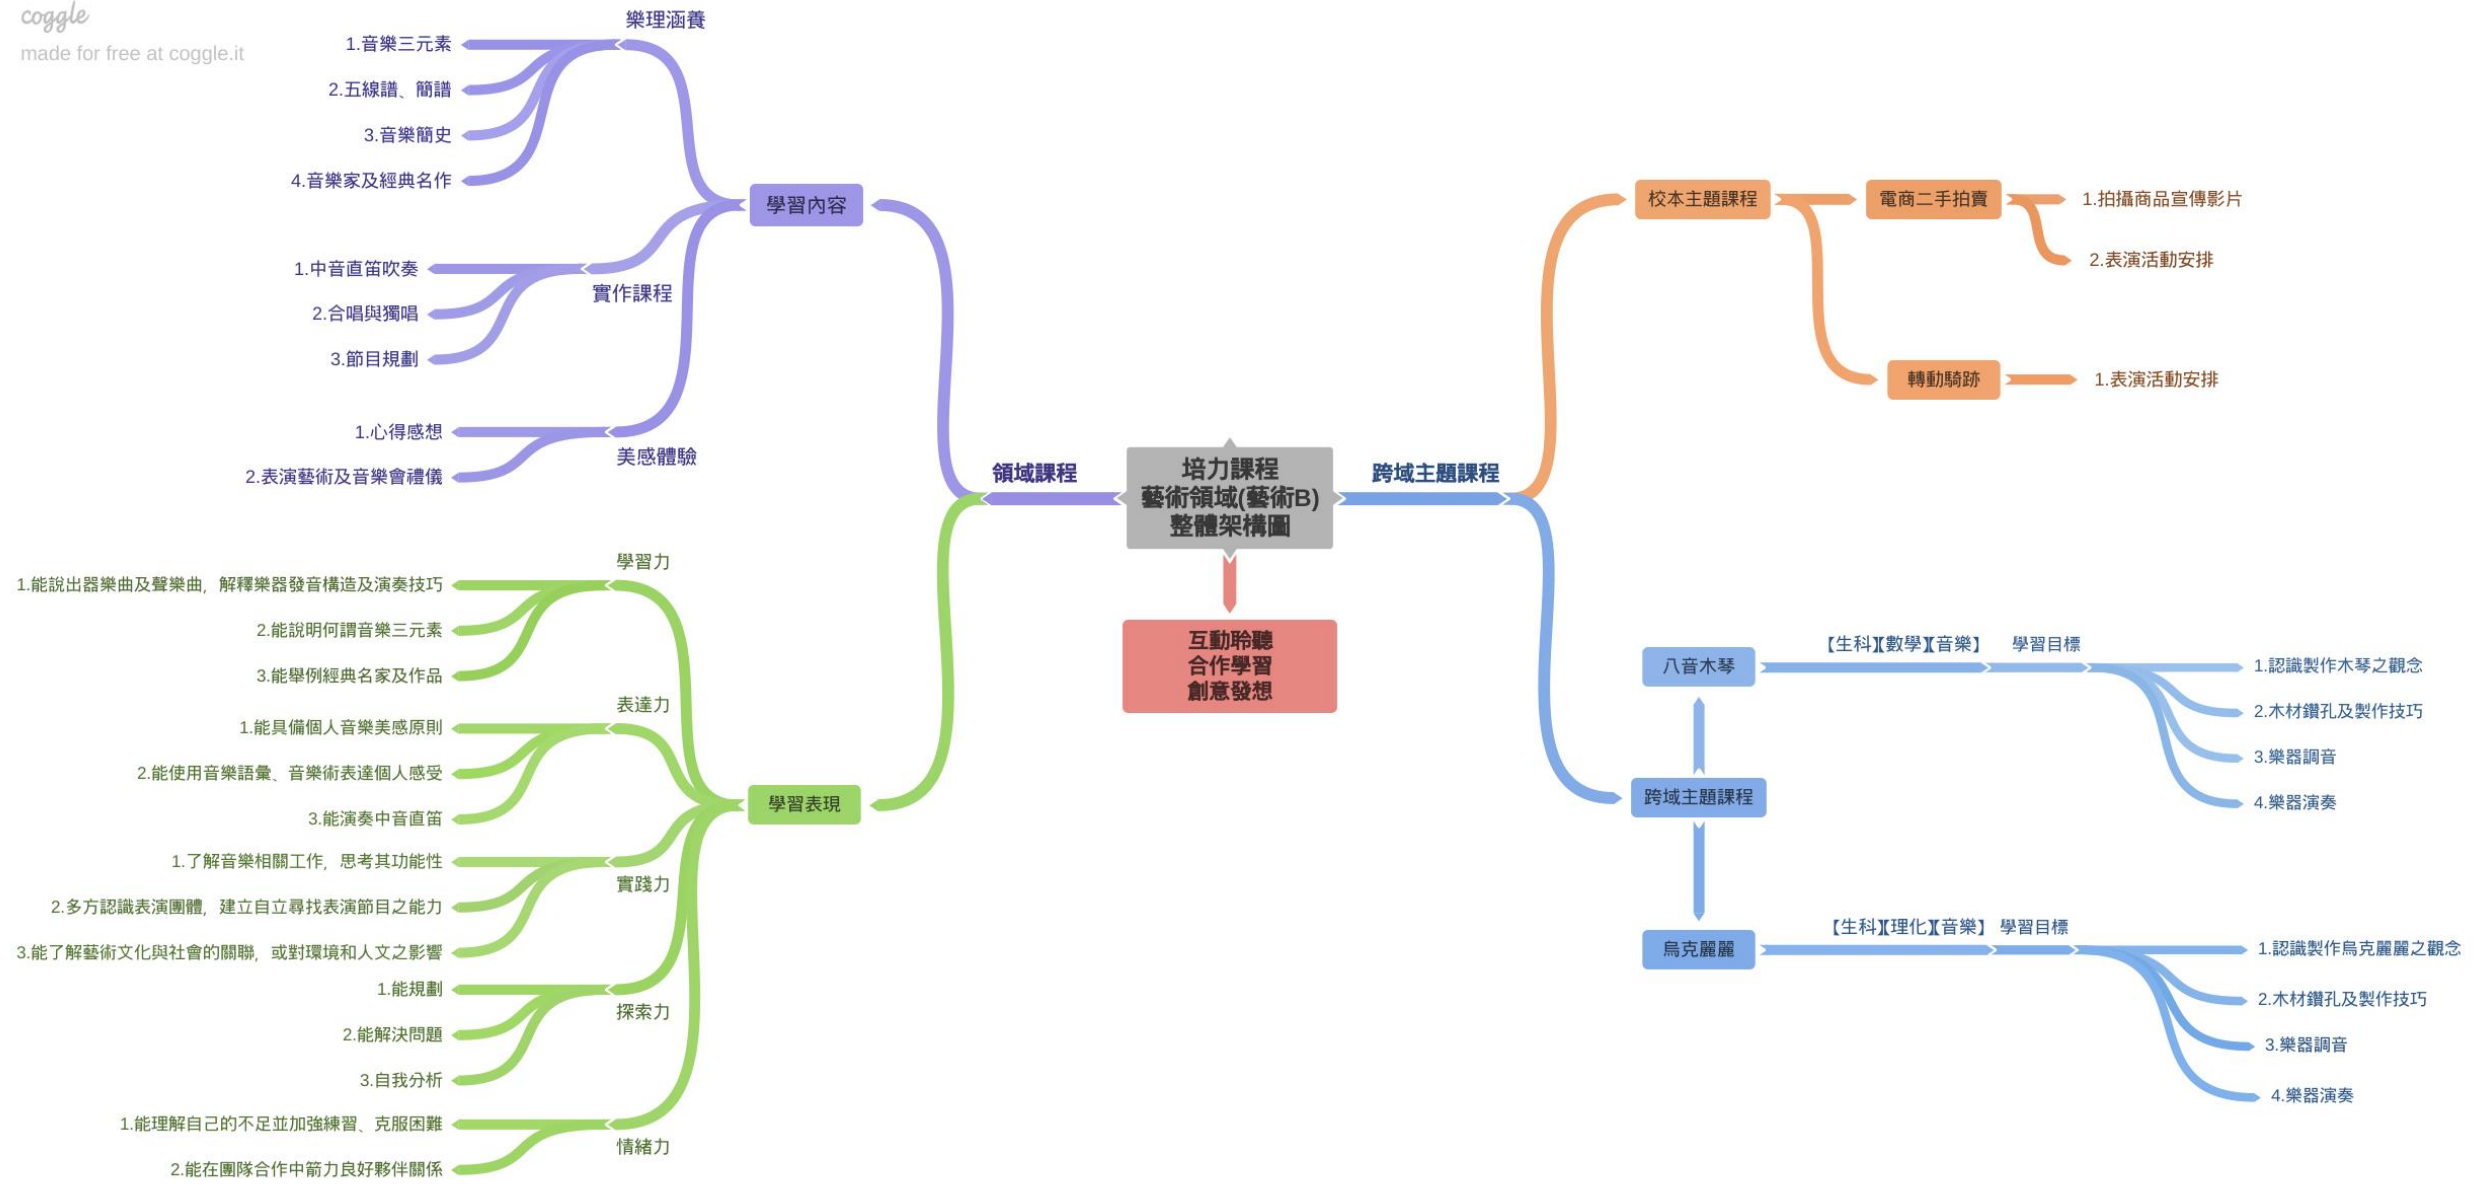 coggle
made for free at coggle.it
樂理涵養
1.音樂三元素
2.五線譜、簡譜
3.音樂簡史
4.音樂家及經典名作
學習內容
1.中音直笛吹奏
實作課程
2.合唱與獨唱
3.節目規劃
1.心得感想
美感體驗
2.表演藝術及音樂會禮儀
領域課程
學習力
1.能說出器樂曲及聲樂曲，解釋樂器發音構造及演奏技巧
2.能說明何謂音樂三元素
3.能舉例經典名家及作品
表達力
1.能具備個人音樂美感原則
2.能使用音樂語彙、音樂術表達個人感受
3.能演奏中音直笛
學習表現
1.了解音樂相關工作，思考其功能性
實踐力
2.多方認識表演團體，建立自立尋找表演節目之能力
3.能了解藝術文化與社會的關聯，或對環境和人文之影響
1.能規劃
探索力
2.能解決問題
3.自我分析
1.能理解自己的不足並加強練習、克服困難
情緒力
2.能在團隊合作中箭力良好夥伴關係
培力課程
藝術領域(藝術B)
整體架構圖
互動聆聽
合作學習
創意發想
跨域主題課程
校本主題課程
電商二手拍賣
1.拍攝商品宣傳影片
2.表演活動安排
轉動騎跡
1.表演活動安排
八音木琴
【生科】【數學】【音樂】
學習目標
1.認識製作木琴之觀念
2.木材鑽孔及製作技巧
3.樂器調音
4.樂器演奏
跨域主題課程
烏克麗麗
【生科】【理化】【音樂】
學習目標
1.認識製作烏克麗麗之觀念
2.木材鑽孔及製作技巧
3.樂器調音
4.樂器演奏